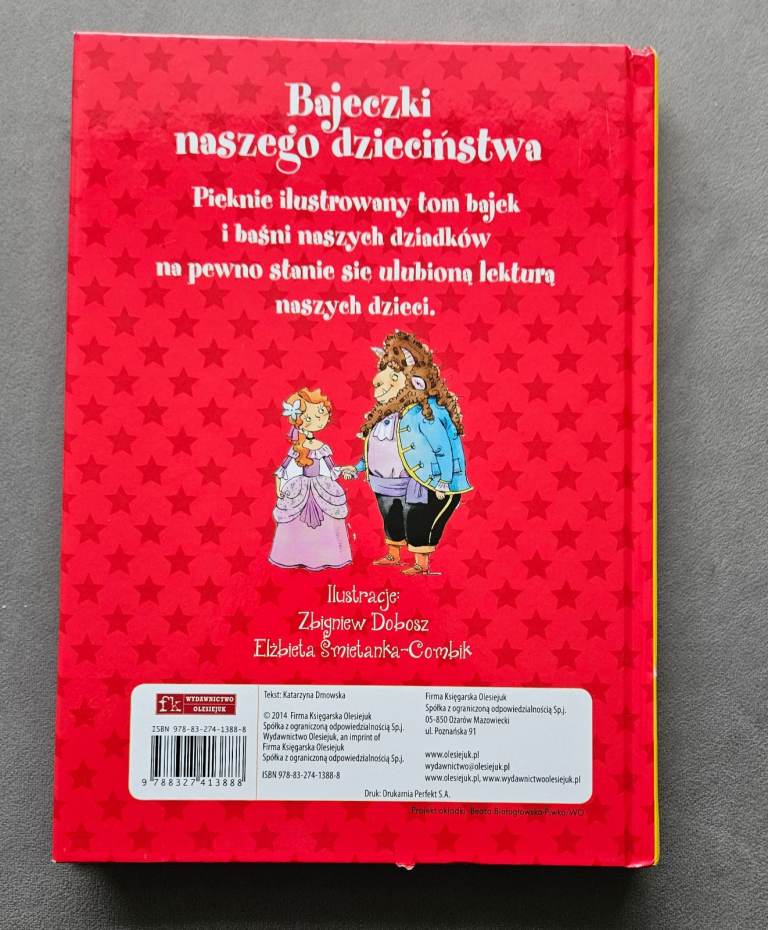 Bajeczki
naszego dzieciństwa
Pięknie ilustrowany tom bajek
i baśni naszych dziadków
na pewno stanie się ulubioną lekturą
naszych dzieci.
Ilustracje:
Zbigniew Dobosz
Elżbieta Śmietanka-Combik
fk WYDAWNICTWO
OLESIEJUK
ISBN 978-83-274-1388-8
9 788327 413888
Tekst: Katarzyna Dmowska
© 2014 Firma Księgarska Olesiejuk
Spółka z ograniczoną odpowiedzialnością Sp.j.
Wydawnictwo Olesiejuk, an imprint of
Firma Księgarska Olesiejuk
Spółka z ograniczoną odpowiedzialnością Sp.j.
ISBN 978-83-274-1388-8
Firma Księgarska Olesiejuk
Spółka z ograniczoną odpowiedzialnością Sp.j.
05-850 Ożarów Mazowiecki
ul. Poznańska 91
www.olesiejuk.pl
wydawnictwo@olesiejuk.pl
www.olesiejuk.pl, www.wydawnictwoolesiejuk.pl
Druk: Drukarnia Perfekt S.A.
Projekt okładki: Beata